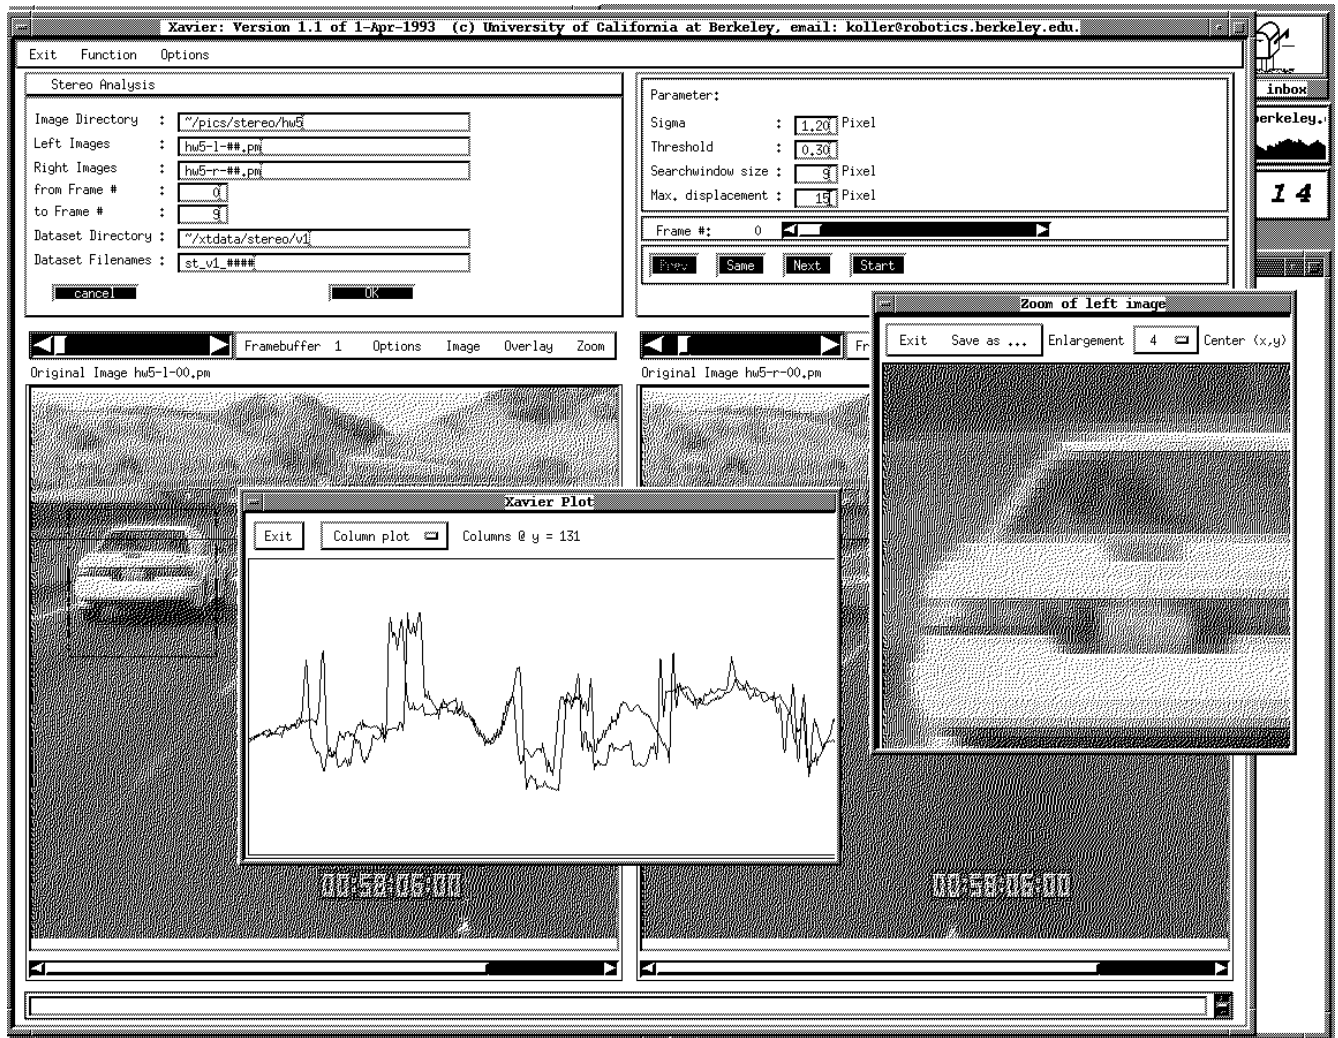 Xavier: Version 1.1 of 1-Apr-1993 (c) University of California at Berkeley, email: koller@robotics.berkeley.edu.
Exit Function Options
Stereo Analysis
Image Directory : ~/pics/stereo/hw5
Left Images : hw5-l-##.pm
Right Images : hw5-r-##.pm
from Frame # : 0
to Frame # : 9
Dataset Directory : ~/xtdata/stereo/v1
Dataset Filenames : st_v1_####
cancel OK
Parameter:
Sigma : 1.20 Pixel
Threshold : 0.30
Searchwindow size : 9 Pixel
Max. displacement : 15 Pixel
Frame #: 0
Prev Same Next Start
inbox
berkeley.
14
Framebuffer 1 Options Image Overlay Zoom
Fr
Original Image hw5-l-00.pm
Original Image hw5-r-00.pm
Zoom of left image
Exit Save as ... Enlargement 4 Center (x,y)
Xavier Plot
Exit Column plot Columns @ y = 131
00:58:06:00
00:58:06:00